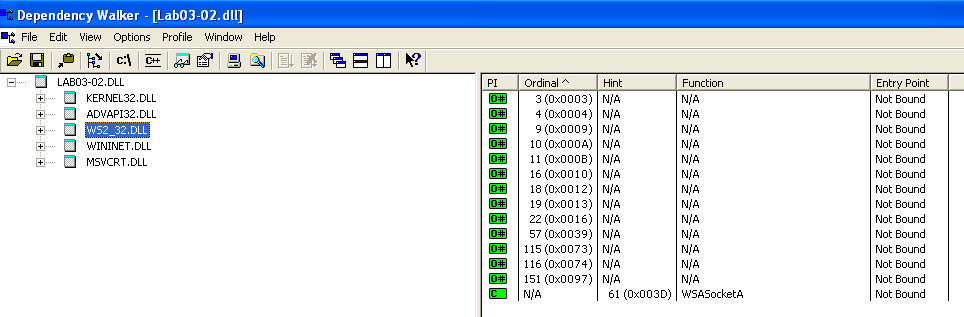 Dependency Walker - [Lab03-02.dll]
File Edit View Options Profile Window Help
C:\ C++
LAB03-02.DLL
KERNEL32.DLL
ADVAPI32.DLL
WS2_32.DLL
WININET.DLL
MSVCRT.DLL
PI Ordinal ^ Hint Function Entry Point
O# 3 (0x0003) N/A N/A Not Bound
O# 4 (0x0004) N/A N/A Not Bound
O# 9 (0x0009) N/A N/A Not Bound
O# 10 (0x000A) N/A N/A Not Bound
O# 11 (0x000B) N/A N/A Not Bound
O# 16 (0x0010) N/A N/A Not Bound
O# 18 (0x0012) N/A N/A Not Bound
O# 19 (0x0013) N/A N/A Not Bound
O# 22 (0x0016) N/A N/A Not Bound
O# 57 (0x0039) N/A N/A Not Bound
O# 115 (0x0073) N/A N/A Not Bound
O# 116 (0x0074) N/A N/A Not Bound
O# 151 (0x0097) N/A N/A Not Bound
C N/A 61 (0x003D) WSASocketA Not Bound